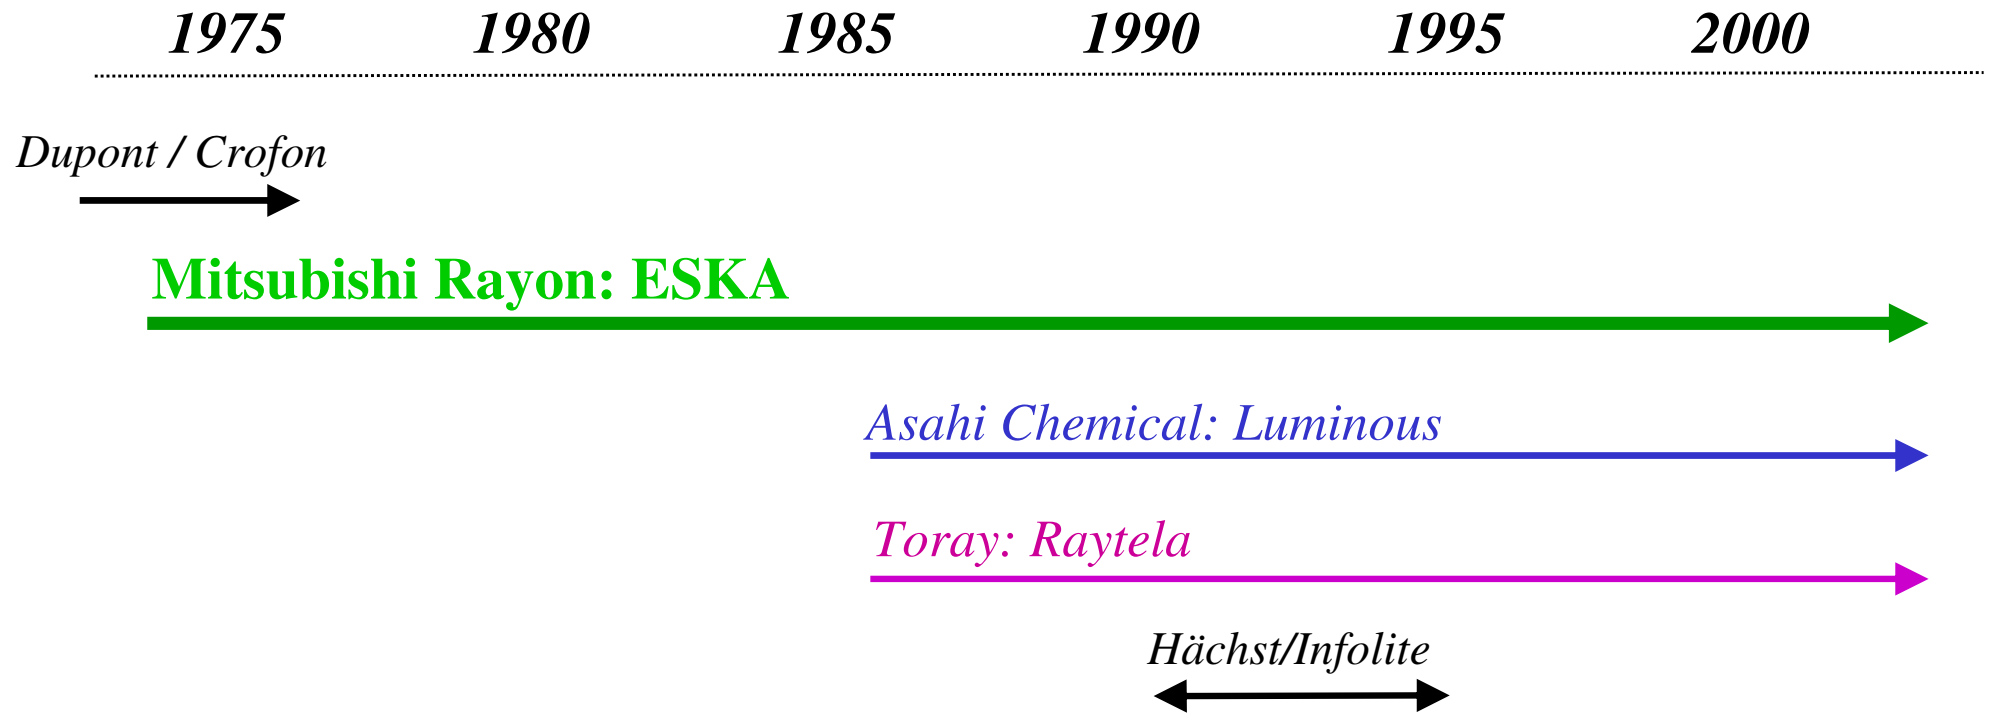 1975 1980 1985 1990 1995 2000
Dupont / Crofon
Mitsubishi Rayon: ESKA
Asahi Chemical: Luminous
Toray: Raytela
Hächst/Infolite